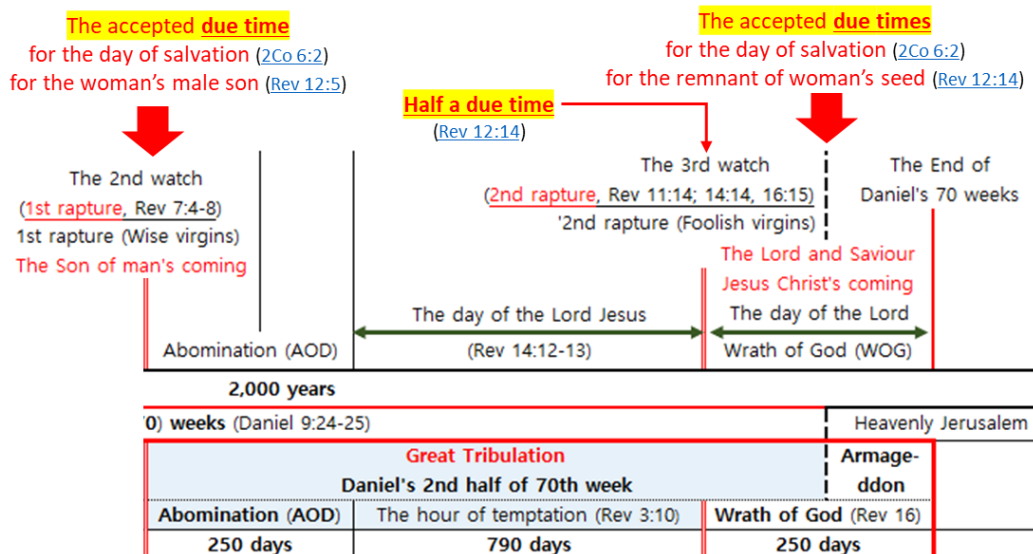 The accepted due time
for the day of salvation (2Co 6:2)
for the woman's male son (Rev 12:5)
The accepted due times
for the day of salvation (2Co 6:2)
for the remnant of woman's seed (Rev 12:14)
Half a due time
(Rev 12:14)
The 2nd watch
(1st rapture, Rev 7:4-8)
1st rapture (Wise virgins)
The Son of man's coming
The 3rd watch
(2nd rapture, Rev 11:14; 14:14, 16:15)
'2nd rapture (Foolish virgins)
The Lord and Saviour
Jesus Christ's coming
The End of
Daniel's 70 weeks
Abomination (AOD)
The day of the Lord Jesus
(Rev 14:12-13)
The day of the Lord
Wrath of God (WOG)
2,000 years
0) weeks (Daniel 9:24-25)
Heavenly Jerusalem
Great Tribulation
Daniel's 2nd half of 70th week
Armage-
ddon
Abomination (AOD)
The hour of temptation (Rev 3:10)
Wrath of God (Rev 16)
250 days
790 days
250 days